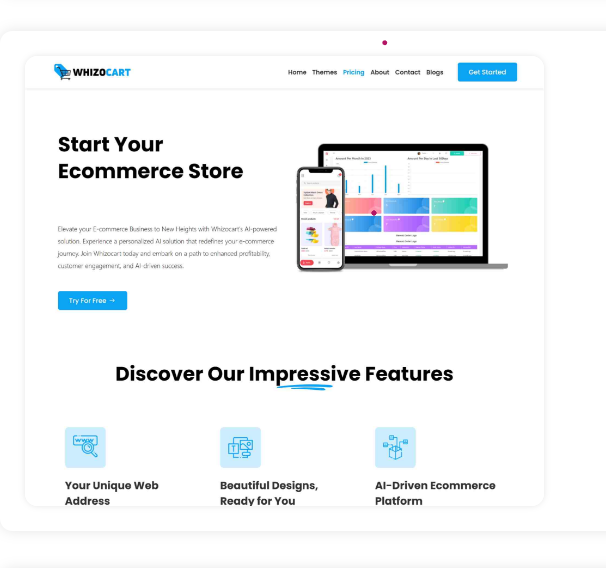 WHIZOCART
Home Themes Pricing About Contact Blogs
Get Started
Start Your
Ecommerce Store
Elevate your E-commerce Business to New Heights with Whizocart's AI-powered
solution. Experience a personalized AI solution that redefines your e-commerce
journey. Join Whizocart today and embark on a path to enhanced profitability,
customer engagement, and AI-driven success.
Try For Free →
Discover Our Impressive Features
WWW
T
Your Unique Web
Address
Beautiful Designs,
Ready for You
AI-Driven Ecommerce
Platform